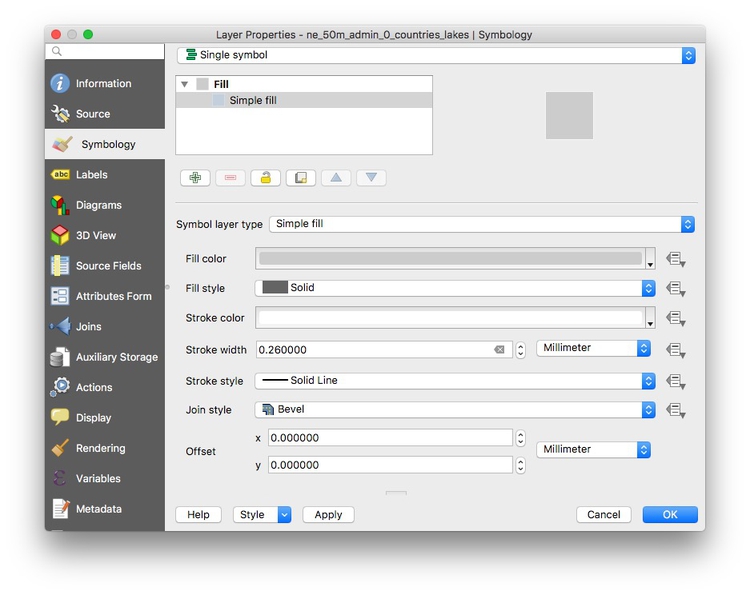 Layer Properties - ne_50m_admin_0_countries_lakes | Symbology
Single symbol
Information
Source
Symbology
abc Labels
Diagrams
3D View
Source Fields
Attributes Form
Joins
Auxiliary Storage
Actions
Display
Rendering
Variables
Metadata
Fill
Simple fill
Symbol layer type Simple fill
Fill color
Fill style Solid
Stroke color
Stroke width 0.260000 Millimeter
Stroke style Solid Line
Join style Bevel
Offset x 0.000000 Millimeter
y 0.000000
Help Style Apply Cancel OK